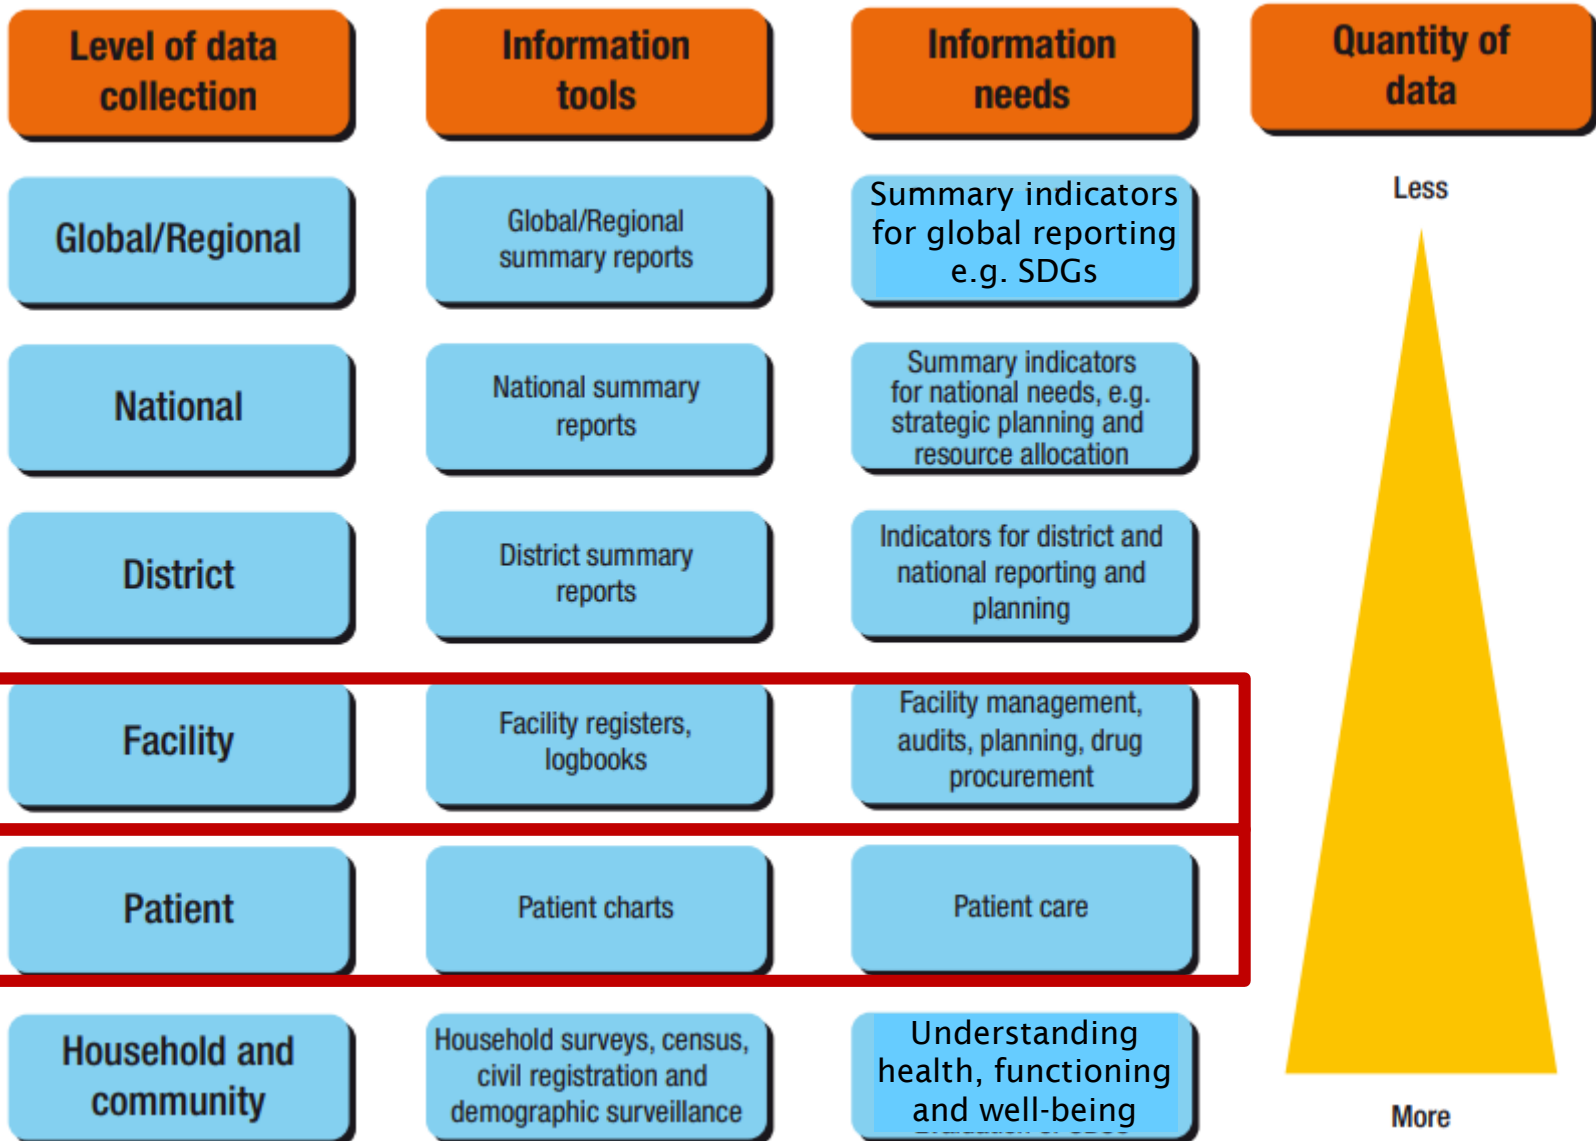 Level of data
collection
Information
tools
Information
needs
Quantity of
data
Global/Regional
Global/Regional
summary reports
Summary indicators
for global reporting
e.g. SDGs
Less
National
National summary
reports
Summary indicators
for national needs, e.g.
strategic planning and
resource allocation
District
District summary
reports
Indicators for district and
national reporting and
planning
Facility
Facility registers,
logbooks
Facility management,
audits, planning, drug
procurement
Patient
Patient charts
Patient care
Household and
community
Household surveys, census,
civil registration and
demographic surveillance
Understanding
health, functioning
and well-being
More